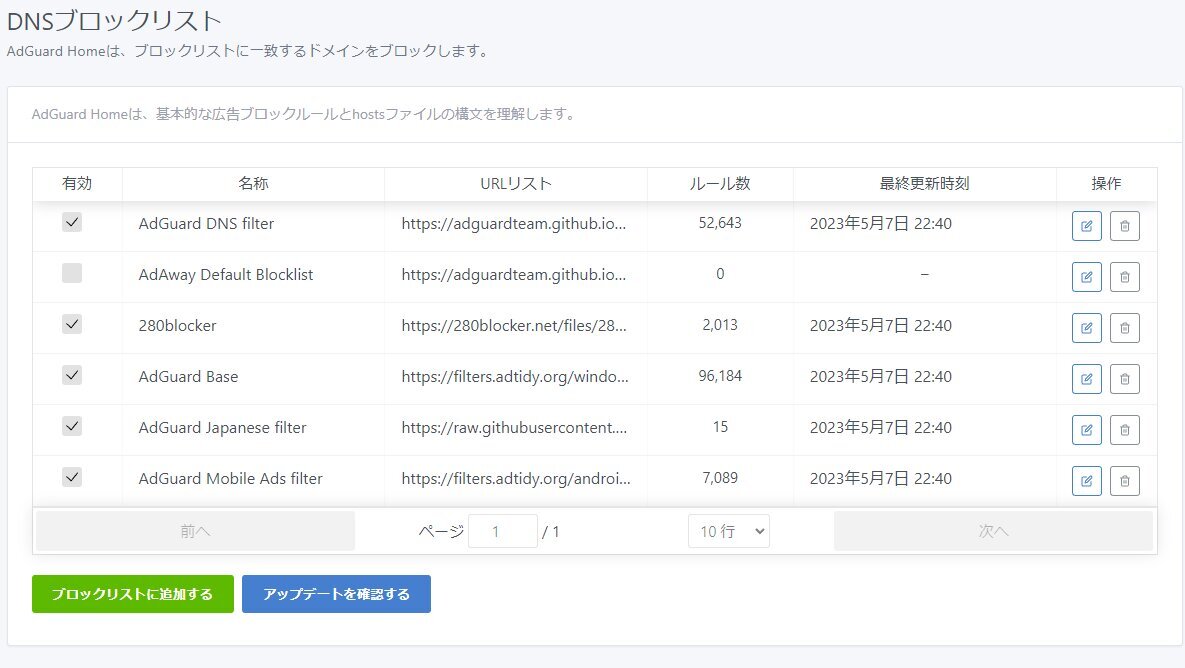 DNSブロックリスト
AdGuard Homeは、ブロックリストに一致するドメインをブロックします。
AdGuard Homeは、基本的な広告ブロックルールとhostsファイルの構文を理解します。
有効 名称 URLリスト ルール数 最終更新時刻 操作
AdGuard DNS filter https://adguardteam.github.io... 52,643 2023年5月7日 22:40
AdAway Default Blocklist https://adguardteam.github.io... 0 –
280blocker https://280blocker.net/files/28... 2,013 2023年5月7日 22:40
AdGuard Base https://filters.adtidy.org/windo... 96,184 2023年5月7日 22:40
AdGuard Japanese filter https://raw.githubusercontent.... 15 2023年5月7日 22:40
AdGuard Mobile Ads filter https://filters.adtidy.org/androi... 7,089 2023年5月7日 22:40
前へ ページ 1 / 1 10 行 次へ
ブロックリストに追加する アップデートを確認する